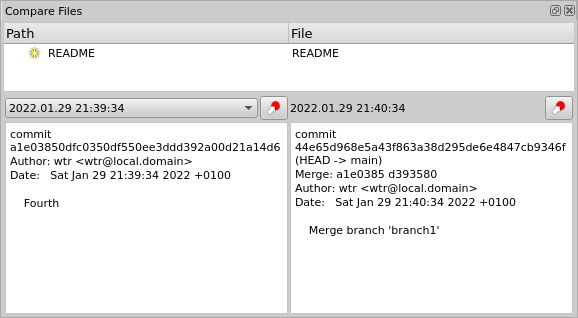 Compare Files
Path File
README README
2022.01.29 21:39:34 2022.01.29 21:40:34
commit
a1e03850dfc0350df550ee3ddd392a00d21a14d6
Author: wtr <wtr@local.domain>
Date:   Sat Jan 29 21:39:34 2022 +0100
Fourth
commit
44e65d968e5a43f863a38d295de6e4847cb9346f
(HEAD -> main)
Merge: a1e0385 d393580
Author: wtr <wtr@local.domain>
Date:   Sat Jan 29 21:40:34 2022 +0100
Merge branch 'branch1'